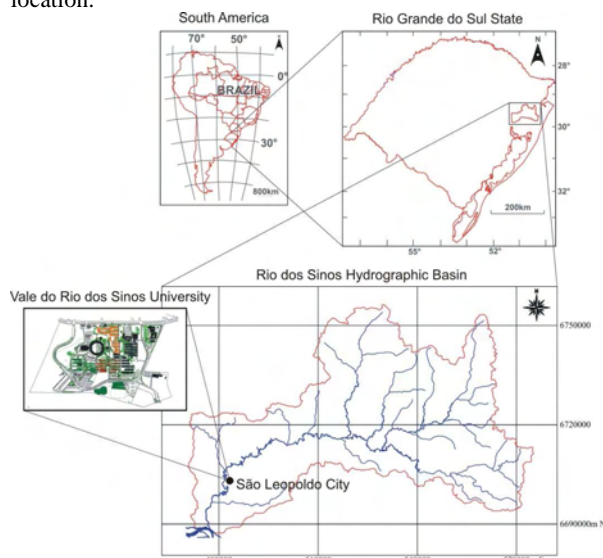 location.
South America
Rio Grande do Sul State
70° 50°
N
0°
BRAZIL
30°
800km
28°
30°
32°
200km
55° 52°
Rio dos Sinos Hydrographic Basin
Vale do Rio dos Sinos University
6750000
6720000
São Leopoldo City
6690000m N